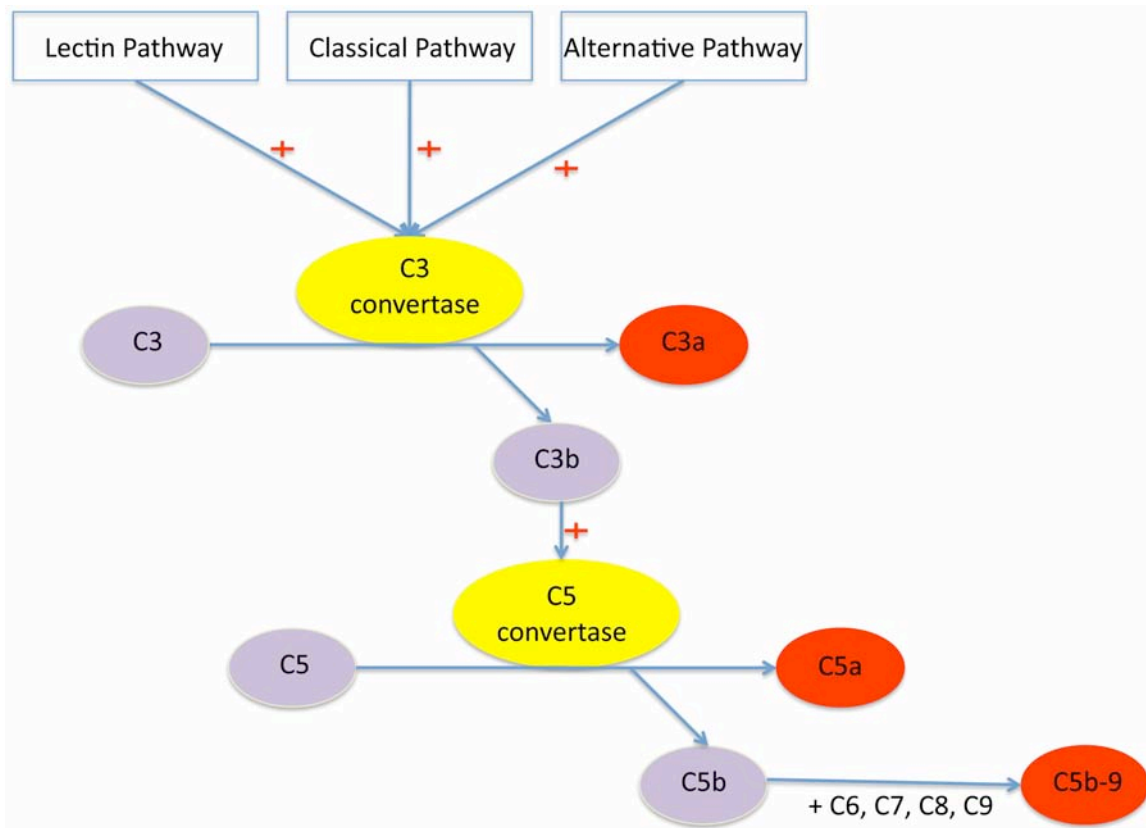 Lectin Pathway
Classical Pathway
Alternative Pathway
+
+
+
C3
convertase
C3
C3a
C3b
+
C5
convertase
C5
C5a
C5b
C5b-9
+ C6, C7, C8, C9